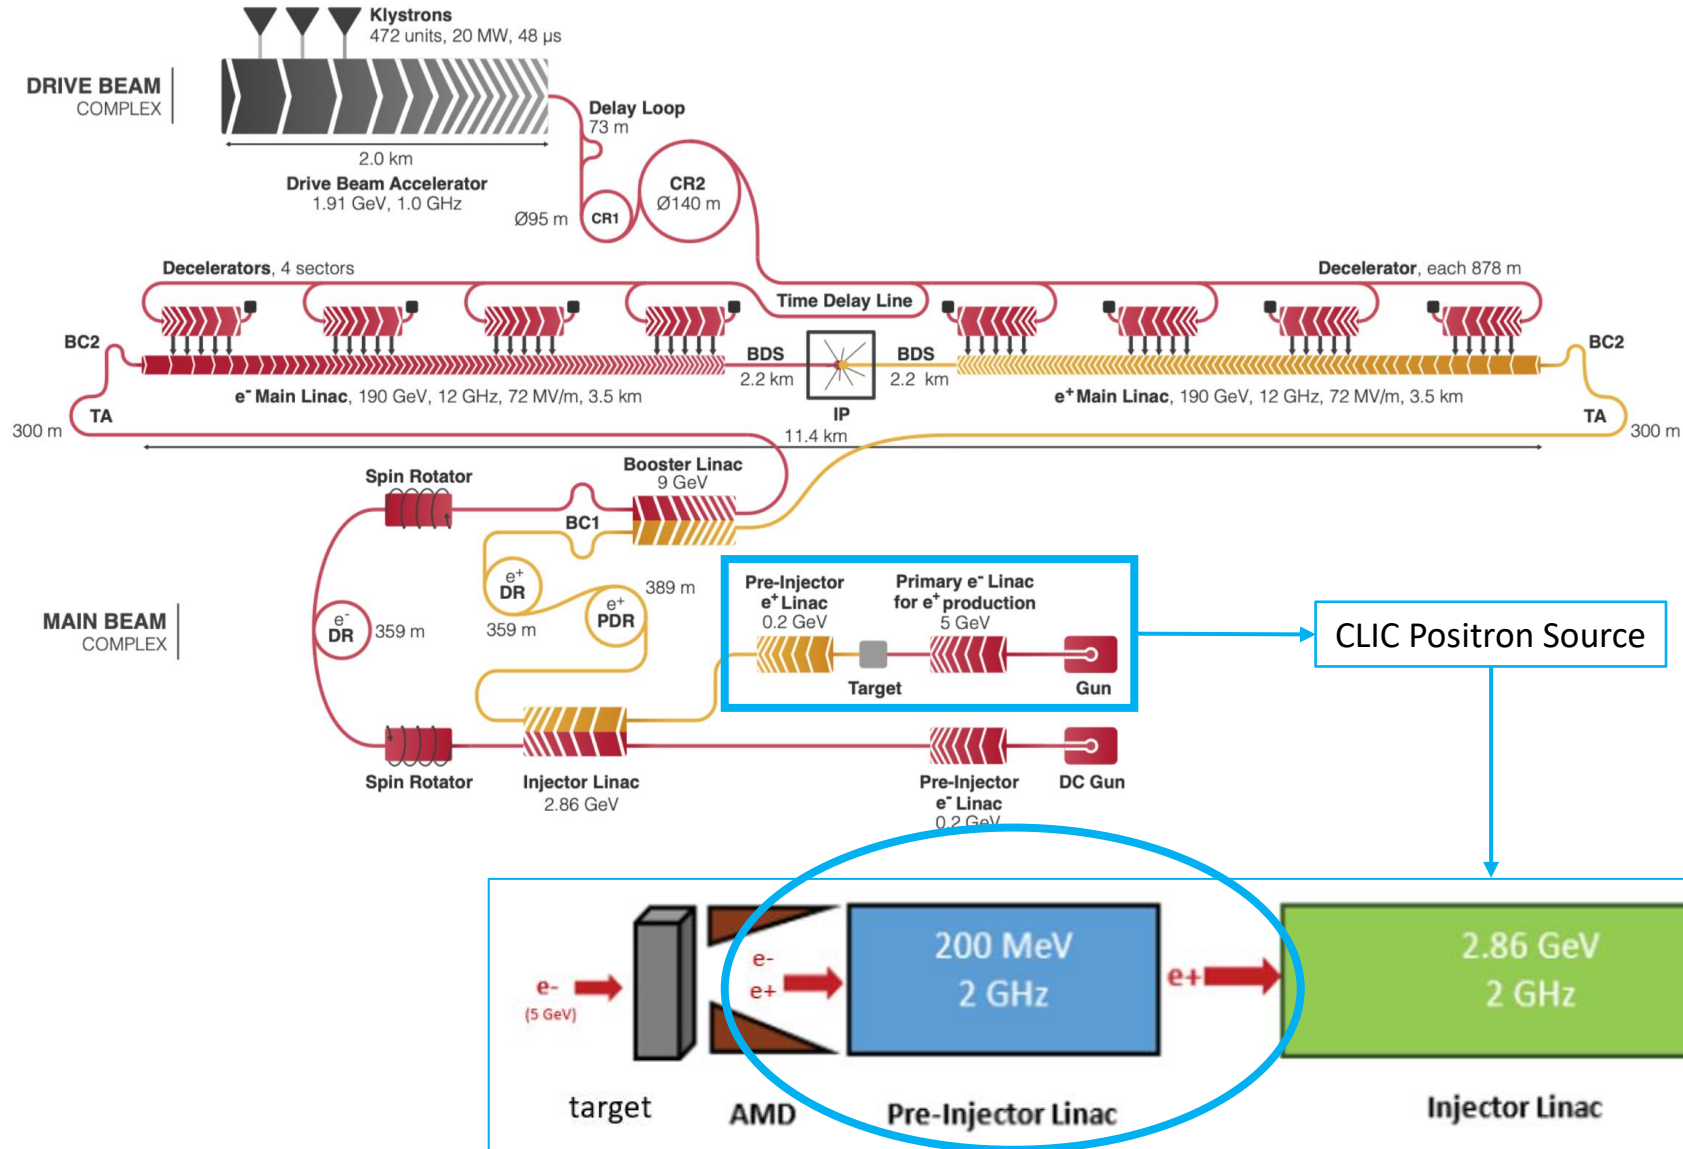 Klystrons
472 units, 20 MW, 48 µs
DRIVE BEAM
COMPLEX
Delay Loop
73 m
2.0 km
Drive Beam Accelerator
1.91 GeV, 1.0 GHz
CR2
Ø140 m
Ø95 m
CR1
Decelerators, 4 sectors
Decelerator, each 878 m
Time Delay Line
BC2
BDS
2.2 km
BDS
2.2 km
BC2
e⁻ Main Linac, 190 GeV, 12 GHz, 72 MV/m, 3.5 km
IP
e⁺ Main Linac, 190 GeV, 12 GHz, 72 MV/m, 3.5 km
TA
300 m
TA
300 m
11.4 km
Spin Rotator
Booster Linac
9 GeV
BC1
MAIN BEAM
COMPLEX
e⁻
DR
359 m
e⁺
DR
359 m
e⁺
PDR
389 m
Pre-Injector
e⁺ Linac
0.2 GeV
Primary e⁻ Linac
for e⁺ production
5 GeV
Target
Gun
CLIC Positron Source
Spin Rotator
Injector Linac
2.86 GeV
Pre-Injector
e⁻ Linac
0.2 GeV
DC Gun
e-
(5 GeV)
e-
e+
200 MeV
2 GHz
e+
2.86 GeV
2 GHz
target
AMD
Pre-Injector Linac
Injector Linac